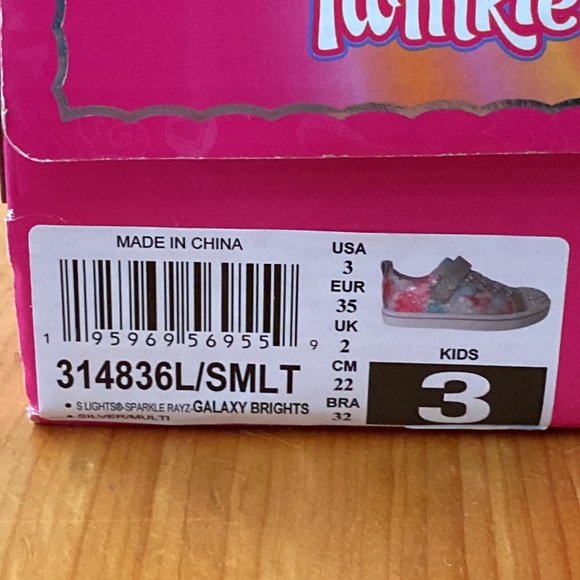 Twinkle
MADE IN CHINA
1 95969 56955 9
314836L/SMLT
• S LIGHTS®-SPARKLE RAYZ-GALAXY BRIGHTS
• SILVER/MULTI
USA
3
EUR
35
UK
2
CM
22
BRA
32
KIDS
3